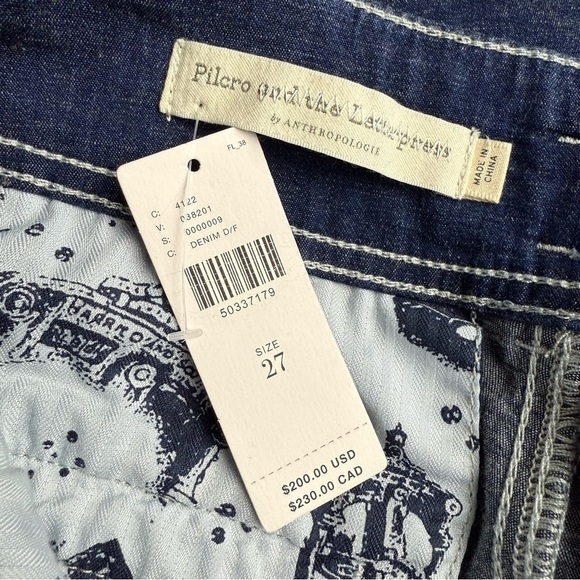 Pilcro and the Letterpress
by ANTHROPOLOGIE
MADE IN
CHINA
FL_38
C: 4122
V: 038201
S: 0000009
C: DENIM D/F
50337179
SIZE
27
$200.00 USD
$230.00 CAD